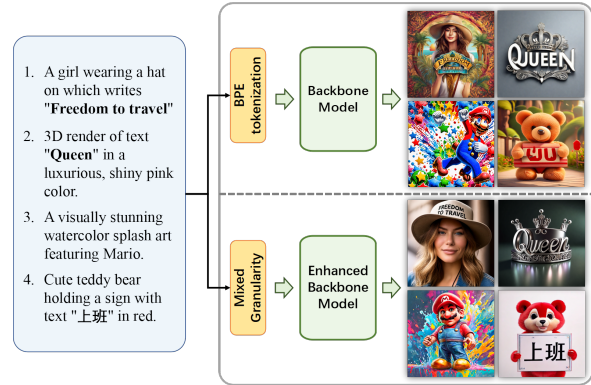 1. A girl wearing a hat
on which writes
"Freedom to travel"
2. 3D render of text
"Queen" in a
luxurious, shiny pink
color.
3. A visually stunning
watercolor splash art
featuring Mario.
4. Cute teddy bear
holding a sign with
text "上班" in red.
BPE
tokenization
Backbone
Model
QUUEEN
4U
Mixed
Granularity
Enhanced
Backbone
Model
FREEDOM
TO TRAVEL
Queen
上班